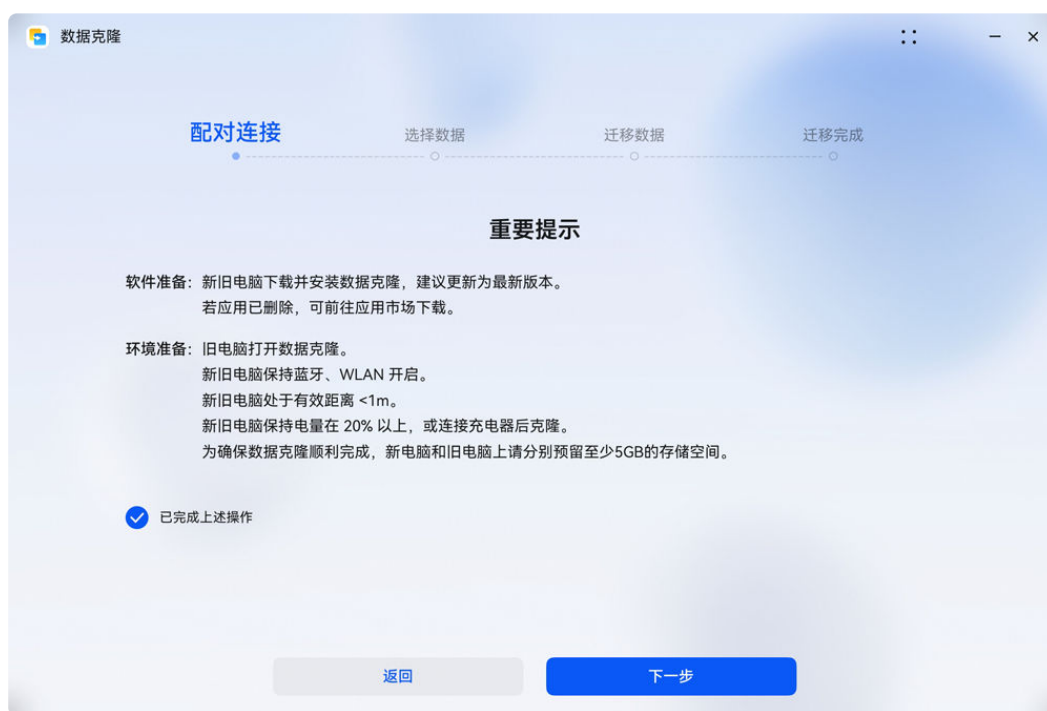 数据克隆
配对连接
选择数据
迁移数据
迁移完成
重要提示
软件准备：新旧电脑下载并安装数据克隆，建议更新为最新版本。
若应用已删除，可前往应用市场下载。
环境准备：旧电脑打开数据克隆。
新旧电脑保持蓝牙、WLAN 开启。
新旧电脑处于有效距离 <1m。
新旧电脑保持电量在 20% 以上，或连接充电器后克隆。
为确保数据克隆顺利完成，新电脑和旧电脑上请分别预留至少5GB的存储空间。
已完成上述操作
返回
下一步